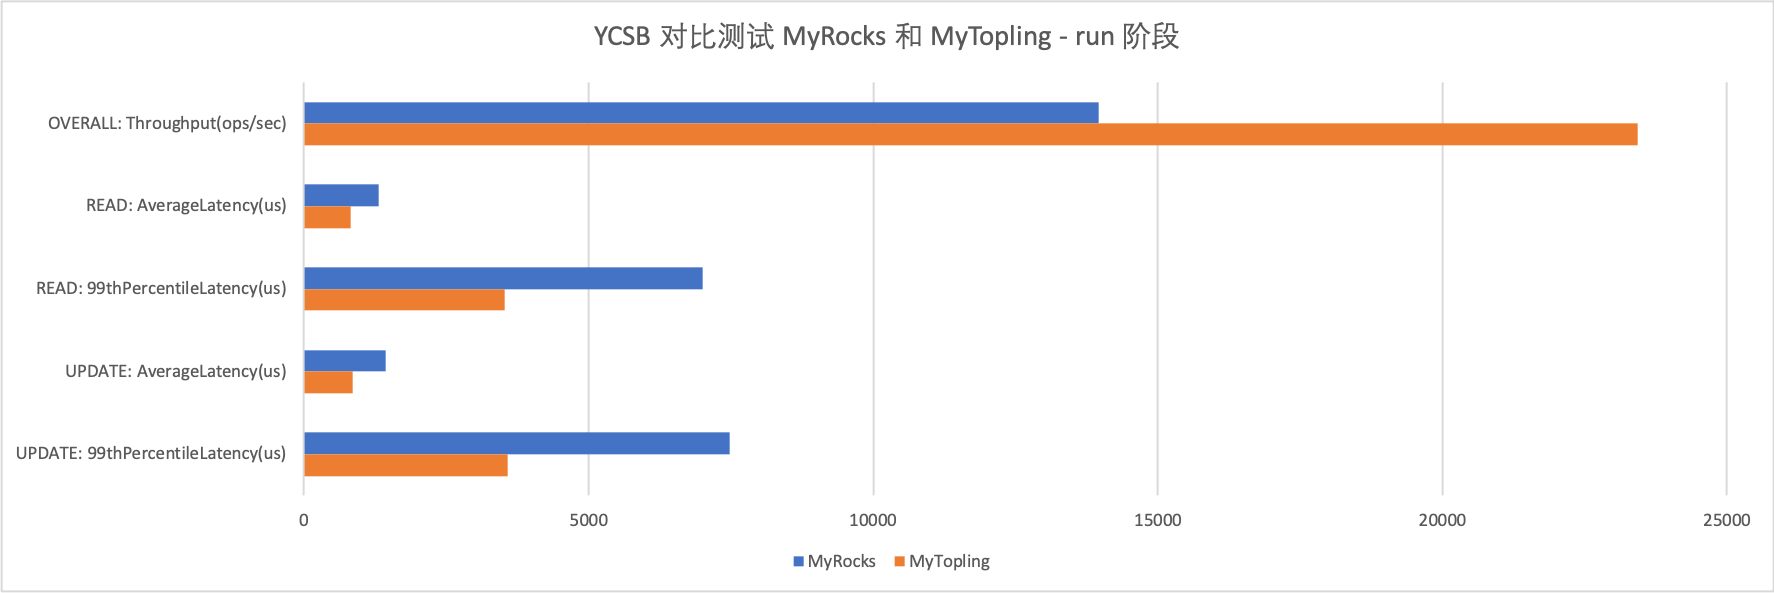 YCSB 对比测试 MyRocks 和 MyTopling - run 阶段
OVERALL: Throughput(ops/sec)
READ: AverageLatency(us)
READ: 99thPercentileLatency(us)
UPDATE: AverageLatency(us)
UPDATE: 99thPercentileLatency(us)
0 5000 10000 15000 20000 25000
MyRocks MyTopling